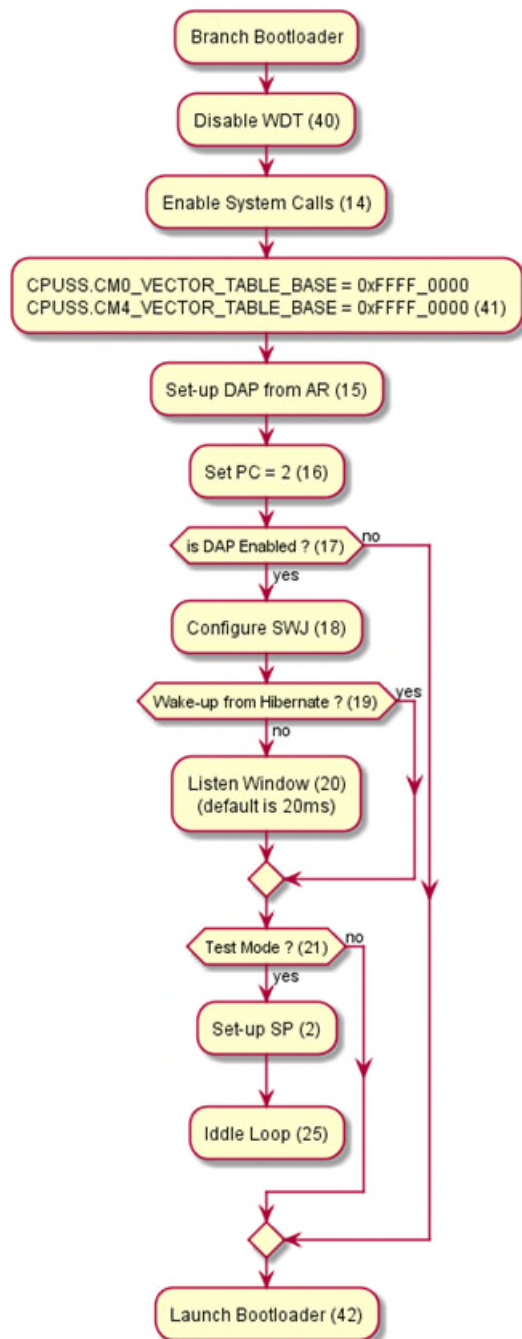 Branch Bootloader
Disable WDT (40)
Enable System Calls (14)
CPUSS.CM0_VECTOR_TABLE_BASE = 0xFFFF_0000
CPUSS.CM4_VECTOR_TABLE_BASE = 0xFFFF_0000 (41)
Set-up DAP from AR (15)
Set PC = 2 (16)
is DAP Enabled ? (17)
no
yes
Configure SWJ (18)
Wake-up from Hibernate ? (19)
yes
no
Listen Window (20)
(default is 20ms)
Test Mode ? (21)
no
yes
Set-up SP (2)
Iddle Loop (25)
Launch Bootloader (42)